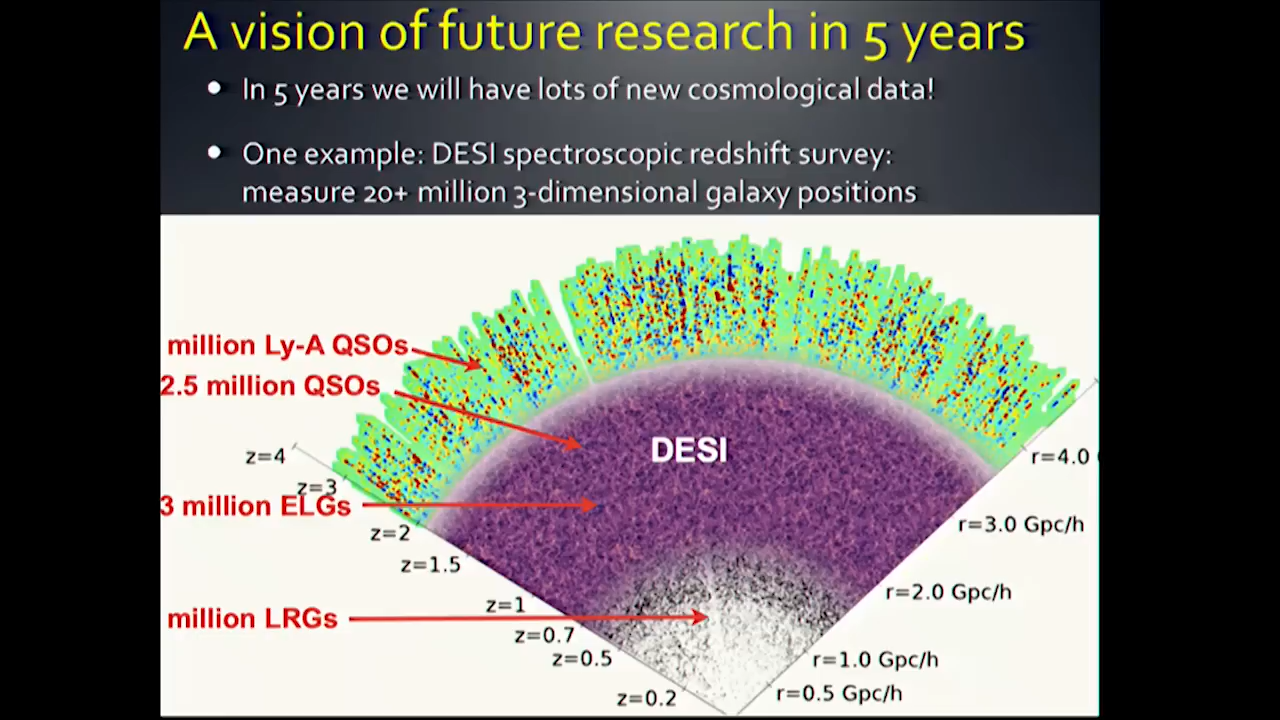 A vision of future research in 5 years
• In 5 years we will have lots of new cosmological data!
• One example: DESI spectroscopic redshift survey:
measure 20+ million 3-dimensional galaxy positions
million Ly-A QSOs
2.5 million QSOs
3 million ELGs
million LRGs
DESI
z=4
z=3
z=2
z=1.5
z=1
z=0.7
z=0.5
z=0.2
r=4.0
r=3.0 Gpc/h
r=2.0 Gpc/h
r=1.0 Gpc/h
r=0.5 Gpc/h